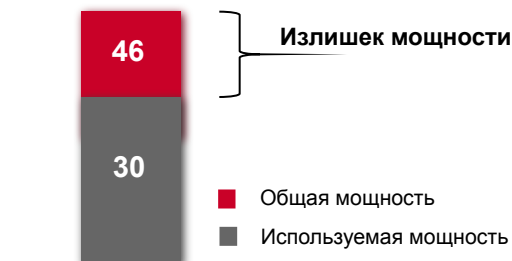 Излишек мощности
46
30
Общая мощность
Используемая мощность